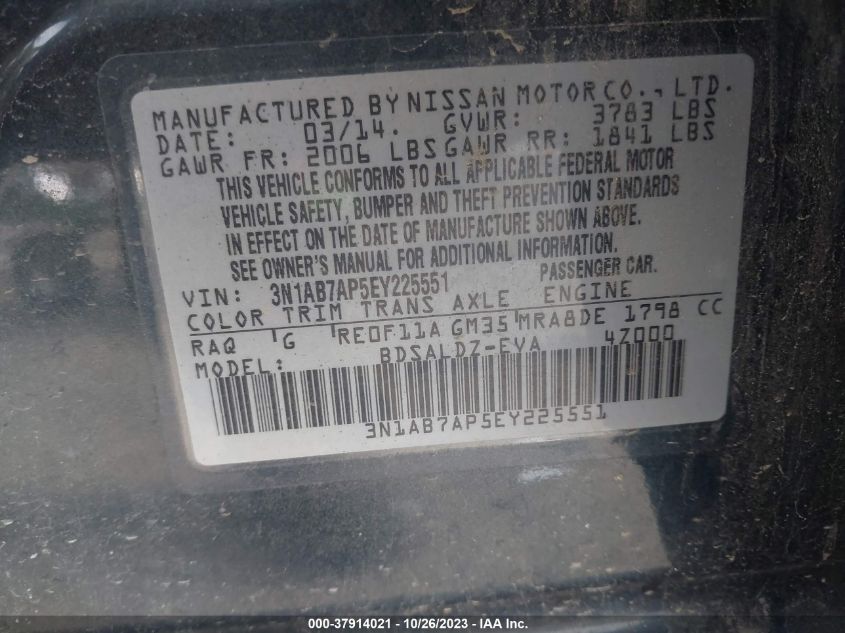 MANUFACTURED BY NISSAN MOTOR CO., LTD.
DATE: 03/14. GVWR: 3783 LBS
GAWR FR: 2006 LBS GAWR RR: 1841 LBS
THIS VEHICLE CONFORMS TO ALL APPLICABLE FEDERAL MOTOR
VEHICLE SAFETY, BUMPER AND THEFT PREVENTION STANDARDS
IN EFFECT ON THE DATE OF MANUFACTURE SHOWN ABOVE.
SEE OWNER'S MANUAL FOR ADDITIONAL INFORMATION.
VIN: 3N1AB7AP5EY225551 PASSENGER CAR.
COLOR TRIM TRANS AXLE ENGINE
RAQ G RE0F11A GM35 MRA8DE 1798 CC
MODEL: BDSALDZ-EVA 4Z000
3N1AB7AP5EY225551
000-37914021 - 10/26/2023 - IAAI.com.